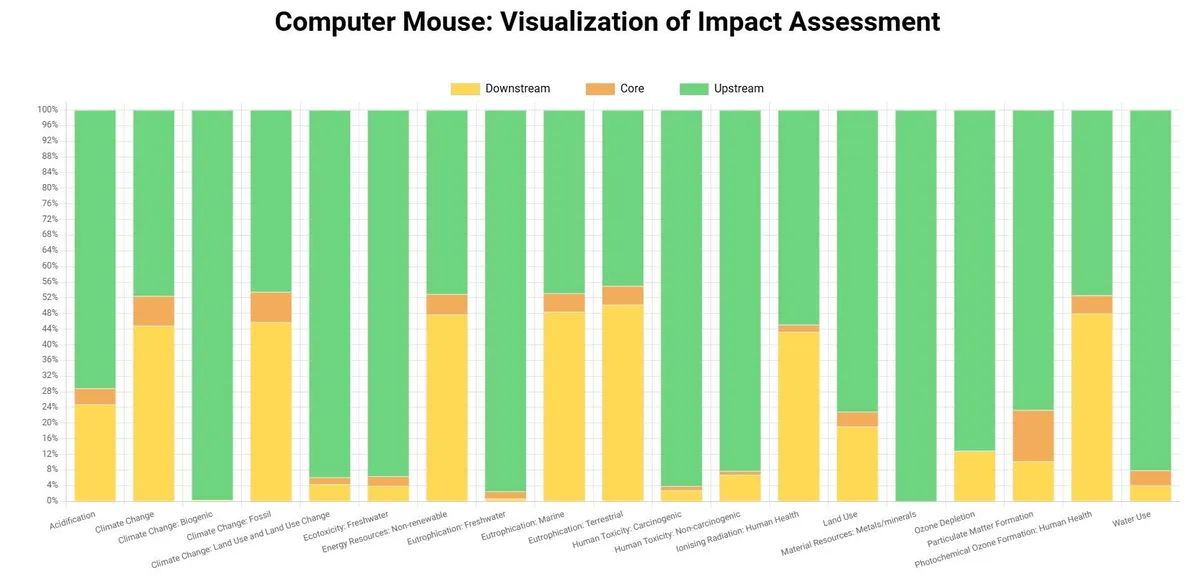 Computer Mouse: Visualization of Impact Assessment
Downstream
Core
Upstream
100%
96%
92%
88%
84%
80%
76%
72%
68%
64%
60%
56%
52%
48%
44%
40%
36%
32%
28%
24%
20%
16%
12%
8%
4%
0%
Acidification
Climate Change
Climate Change: Biogenic
Climate Change: Fossil
Climate Change: Land Use and Land Use Change
Ecotoxicity: Freshwater
Energy Resources: Non-renewable
Eutrophication: Freshwater
Eutrophication: Marine
Eutrophication: Terrestrial
Human Toxicity: Carcinogenic
Human Toxicity: Non-carcinogenic
Ionising Radiation: Human Health
Land Use
Material Resources: Metals/minerals
Ozone Depletion
Particulate Matter Formation
Photochemical Ozone Formation: Human Health
Water Use